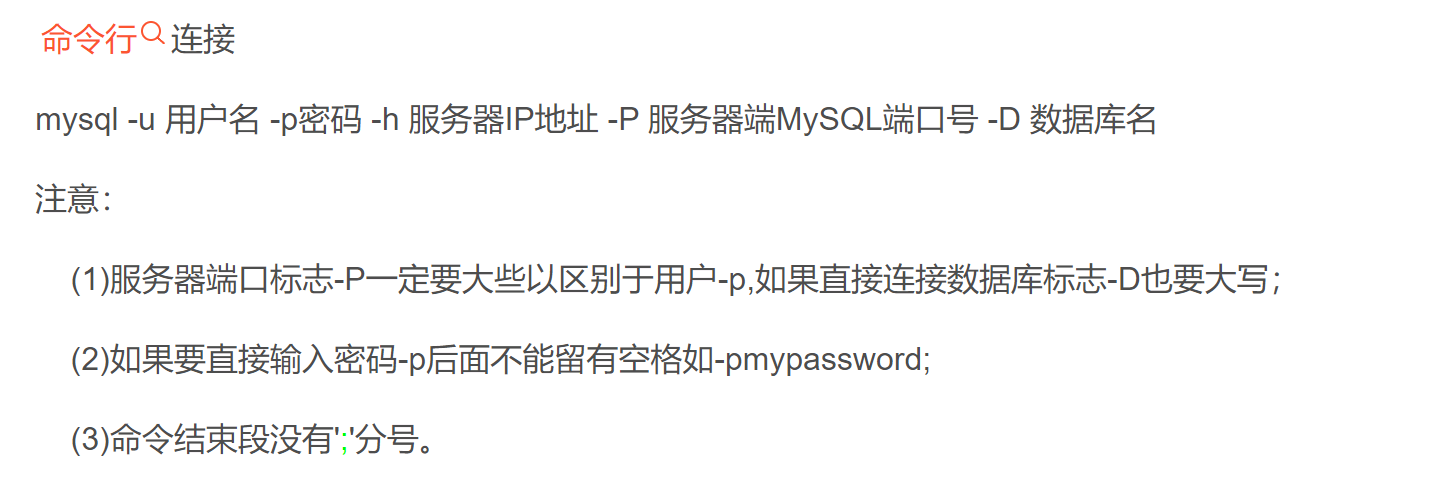 命令行连接
mysql -u 用户名 -p密码 -h 服务器IP地址 -P 服务器端MySQL端口号 -D 数据库名
注意：
(1)服务器端口标志-P一定要大些以区别于用户-p,如果直接连接数据库标志-D也要大写；
(2)如果要直接输入密码-p后面不能留有空格如-pmypassword;
(3)命令结束段没有';'分号。